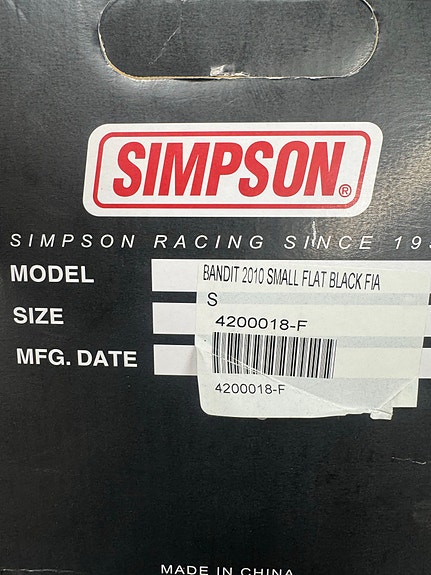 SIMPSON®
SIMPSON RACING SINCE
MODEL BANDIT 2010 SMALL FLAT BLACK FIA
SIZE S
4200018-F
MFG. DATE
4200018-F
MADE IN CHINA